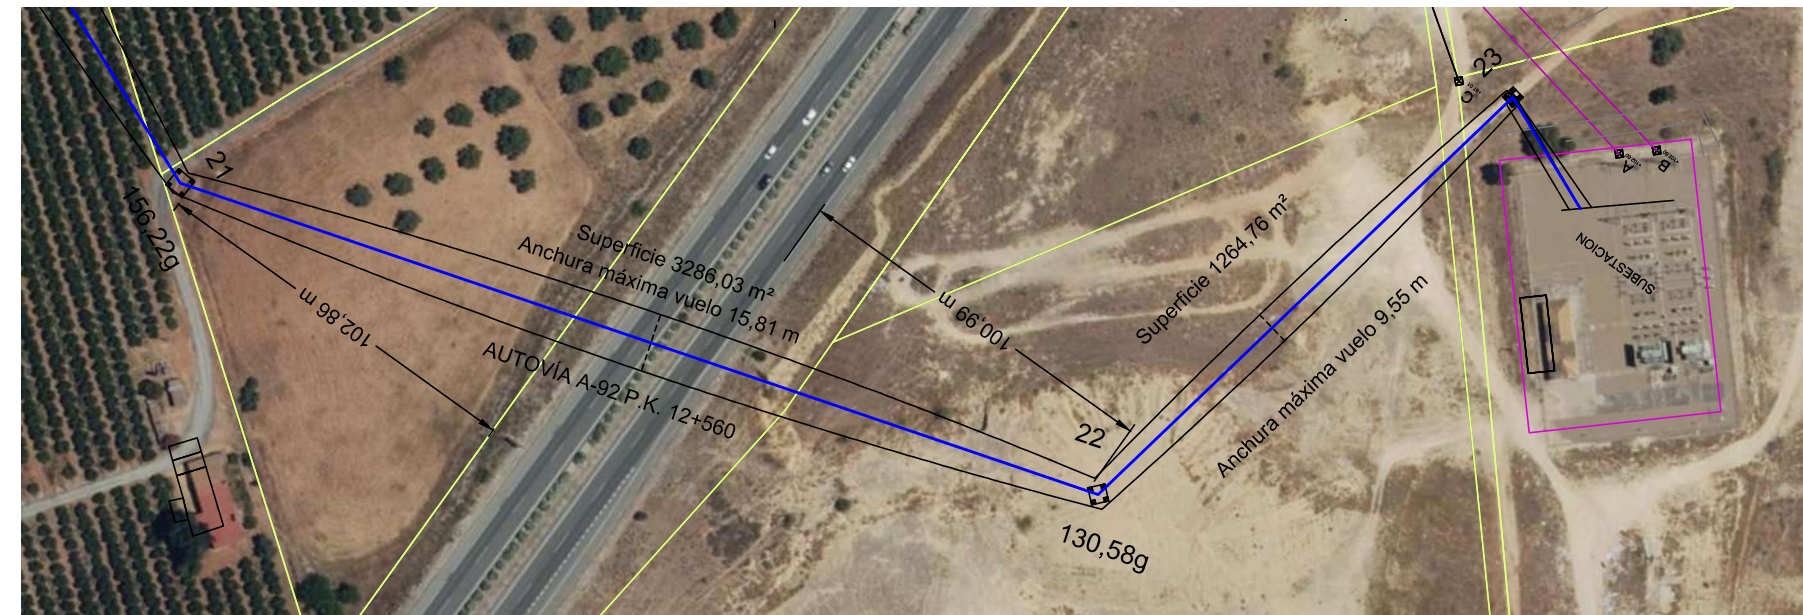 21
156,22g
102,86 m
Superficie 3286,03 m²
Anchura máxima vuelo 15,81 m
AUTOVÍA A-92 P.K. 12+560
100,99 m
22
130,58g
Superficie 1264,76 m²
Anchura máxima vuelo 9,55 m
23
C
A
B
SUBESTACION